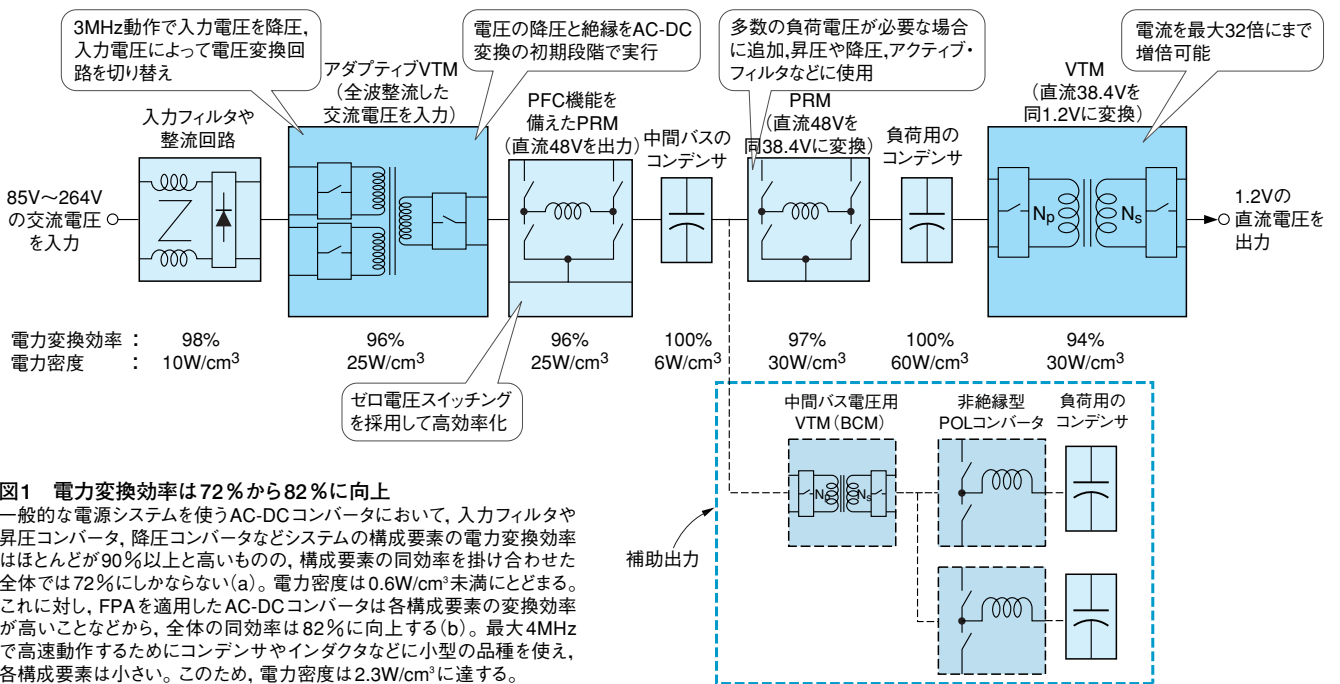 3MHz動作で入力電圧を降圧,
入力電圧によって電圧変換回
路を切り替え
電圧の降圧と絶縁をAC-DC
変換の初期段階で実行
多数の負荷電圧が必要な場合
に追加,昇圧や降圧,アクティブ・
フィルタなどに使用
電流を最大32倍にまで
増倍可能
入力フィルタや
整流回路
アダプティブVTM
(全波整流した
交流電圧を入力)
PFC機能を
備えたPRM
(直流48Vを出力)
中間バスの
コンデンサ
PRM
(直流48Vを
同38.4Vに変換)
負荷用の
コンデンサ
VTM
(直流38.4Vを
同1.2Vに変換)
85V～264V
の交流電圧
を入力
Np
Ns
1.2Vの
直流電圧を
出力
電力変換効率 : 98% 96% 96% 100% 97% 100% 94%
電力密度 : 10W/cm³ 25W/cm³ 25W/cm³ 6W/cm³ 30W/cm³ 60W/cm³ 30W/cm³
ゼロ電圧スイッチング
を採用して高効率化
中間バス電圧用
VTM(BCM)
非絶縁型
POLコンバータ
負荷用の
コンデンサ
Np
Ns
補助出力
図1 電力変換効率は72%から82%に向上
一般的な電源システムを使うAC-DCコンバータにおいて, 入力フィルタや
昇圧コンバータ, 降圧コンバータなどシステムの構成要素の電力変換効率
はほとんどが90%以上と高いものの, 構成要素の同効率を掛け合わせた
全体では72%にしかならない(a)。電力密度は0.6W/cm³未満にとどまる。
これに対し, FPAを適用したAC-DCコンバータは各構成要素の変換効率
が高いことなどから, 全体の同効率は82%に向上する(b)。最大4MHz
で高速動作するためにコンデンサやインダクタなどに小型の品種を使え,
各構成要素は小さい。このため, 電力密度は2.3W/cm³に達する。